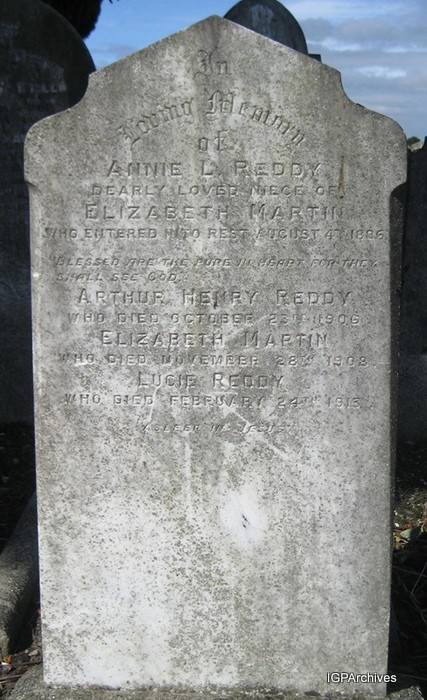 In
Loving Memory
of
ANNIE L. REDDY
DEARLY LOVED NIECE OF
ELIZABETH MARTIN
WHO ENTERED INTO REST AUGUST 4TH 1886
"BLESSED ARE THE PURE IN HEART FOR THEY
SHALL SEE GOD".
ARTHUR HENRY REDDY
WHO DIED OCTOBER 23RD 1906
ELIZABETH MARTIN
WHO DIED NOVEMBER 28TH 1908
LUCIE REDDY
WHO DIED FEBRUARY 24TH 1913
"ASLEEP IN JESUS"
IGPArchives